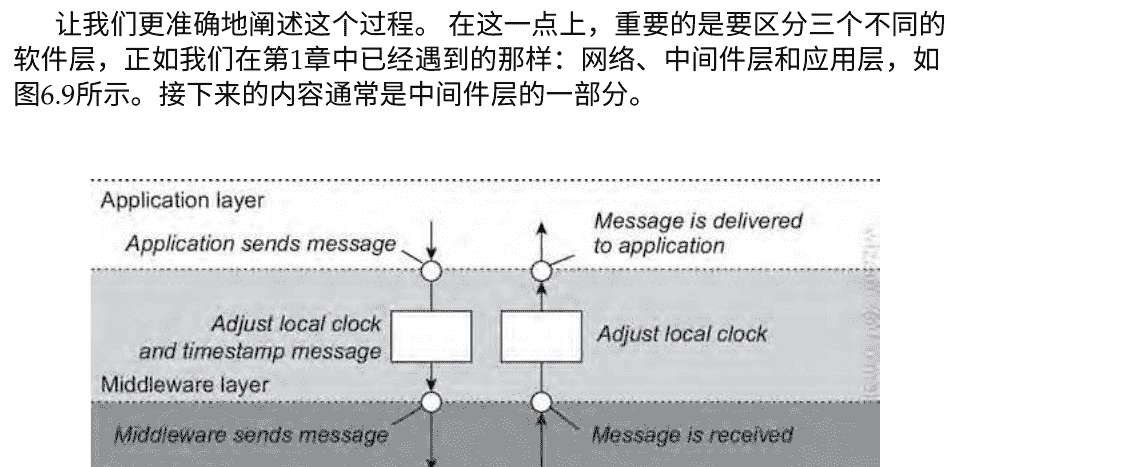 让我们更准确地阐述这个过程。 在这一点上，重要的是要区分三个不同的
软件层，正如我们在第1章中已经遇到的那样：网络、中间件层和应用层，如
图6.9所示。接下来的内容通常是中间件层的一部分。
Application layer
Application sends message
Message is delivered
to application
Adjust local clock
and timestamp message
Adjust local clock
Middleware layer
Middleware sends message
Message is received